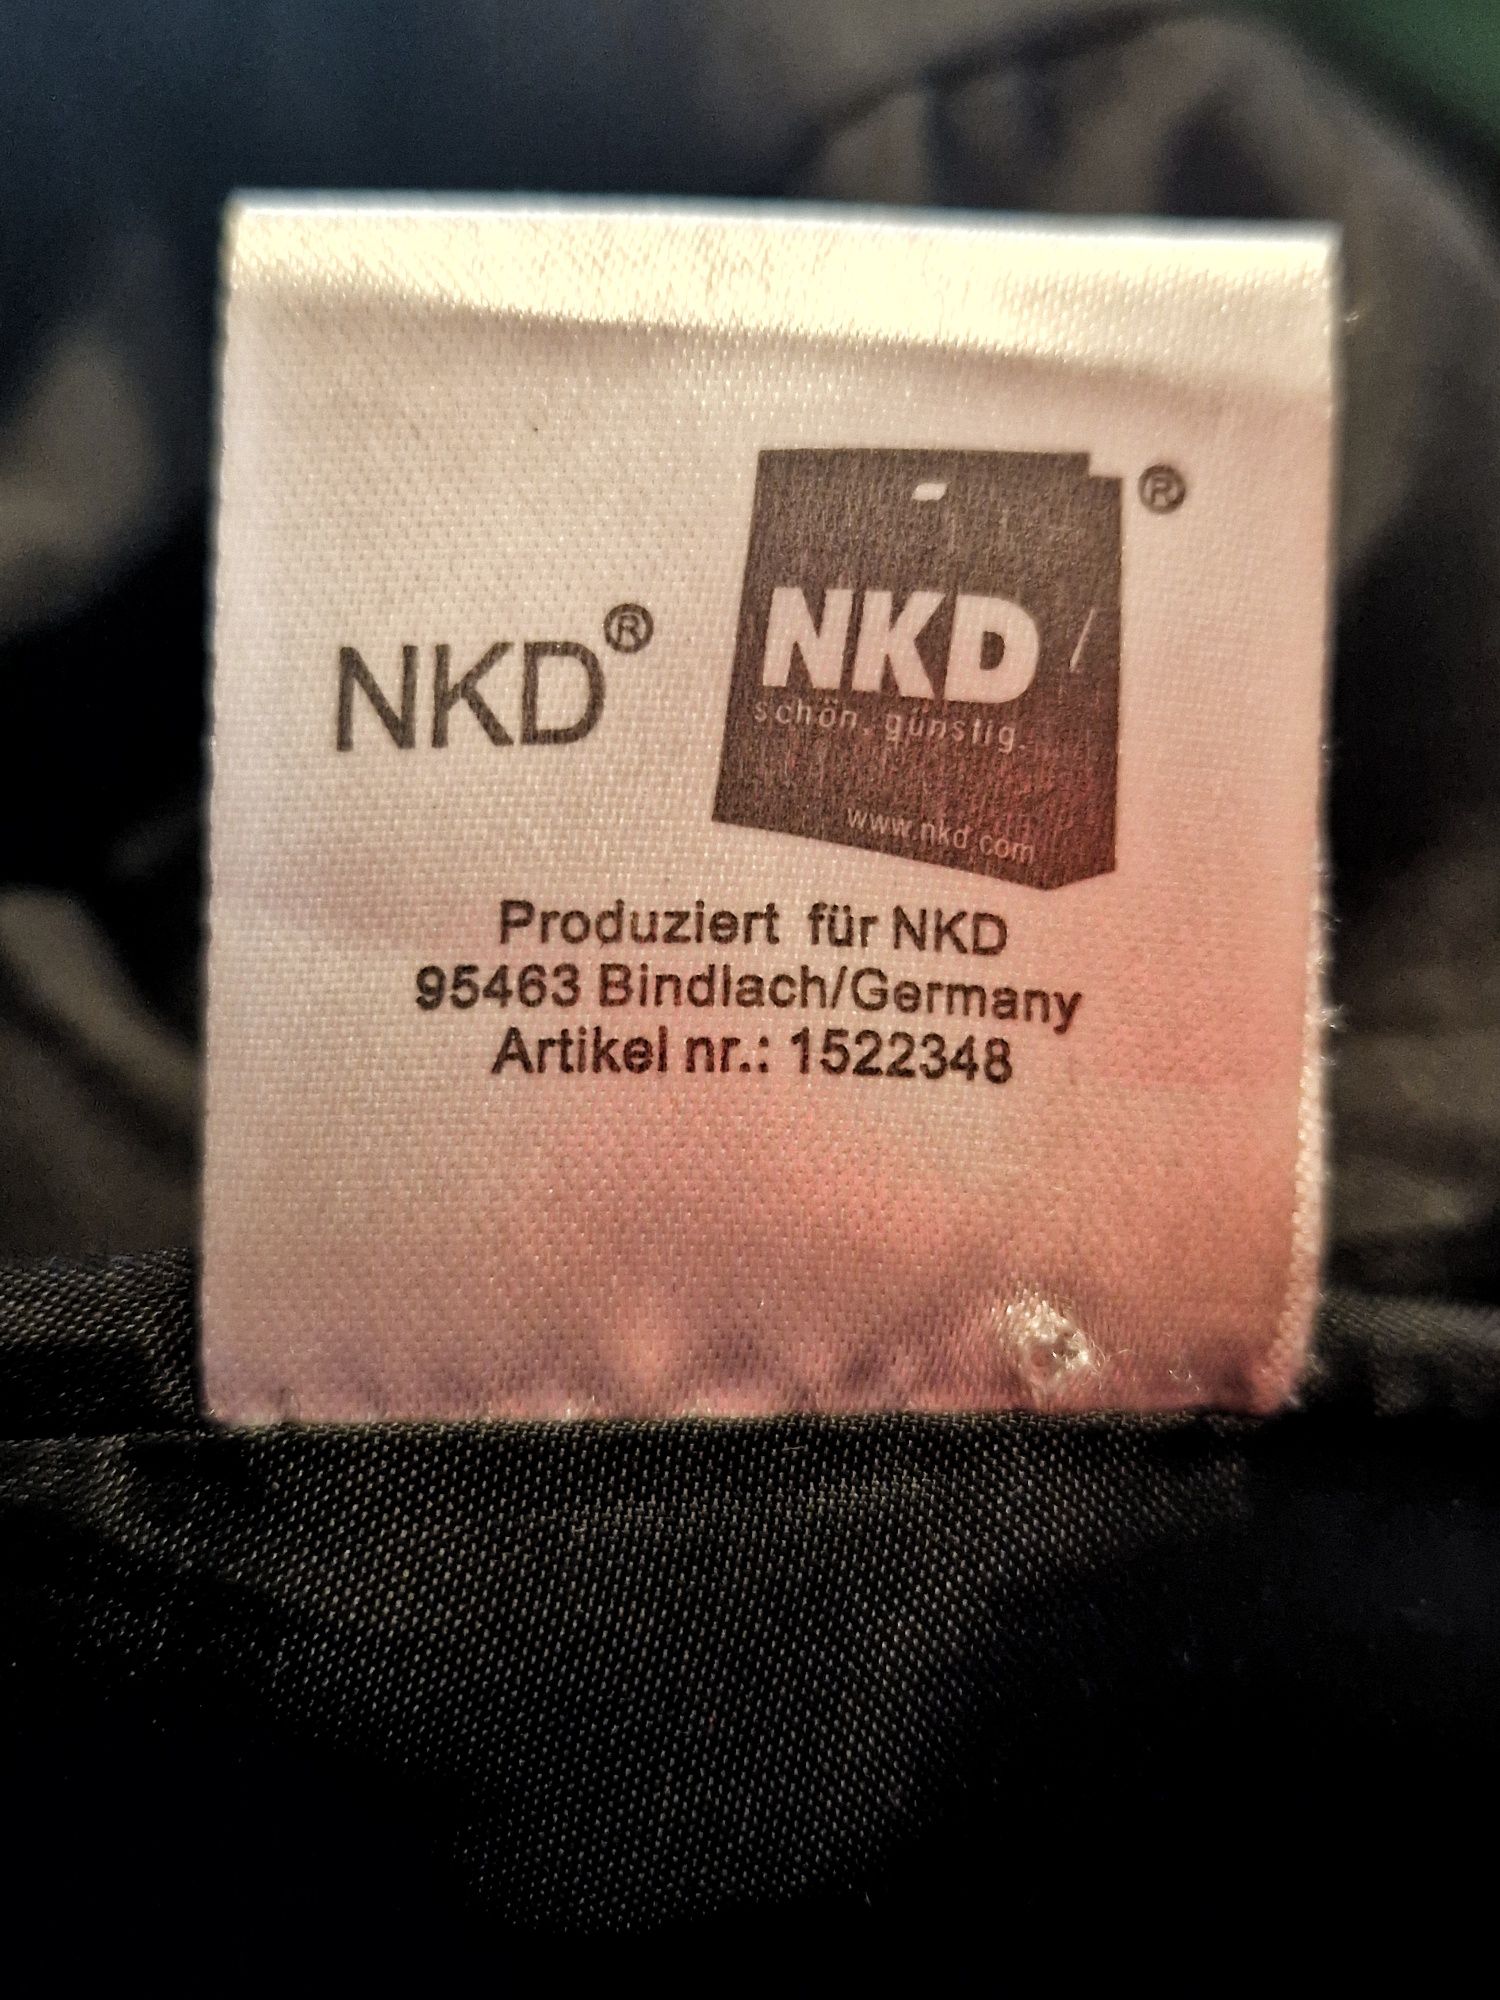 NKD®
NKD ®
schön. günstig.
www.nkd.com
Produziert für NKD
95463 Bindlach/Germany
Artikel nr.: 1522348